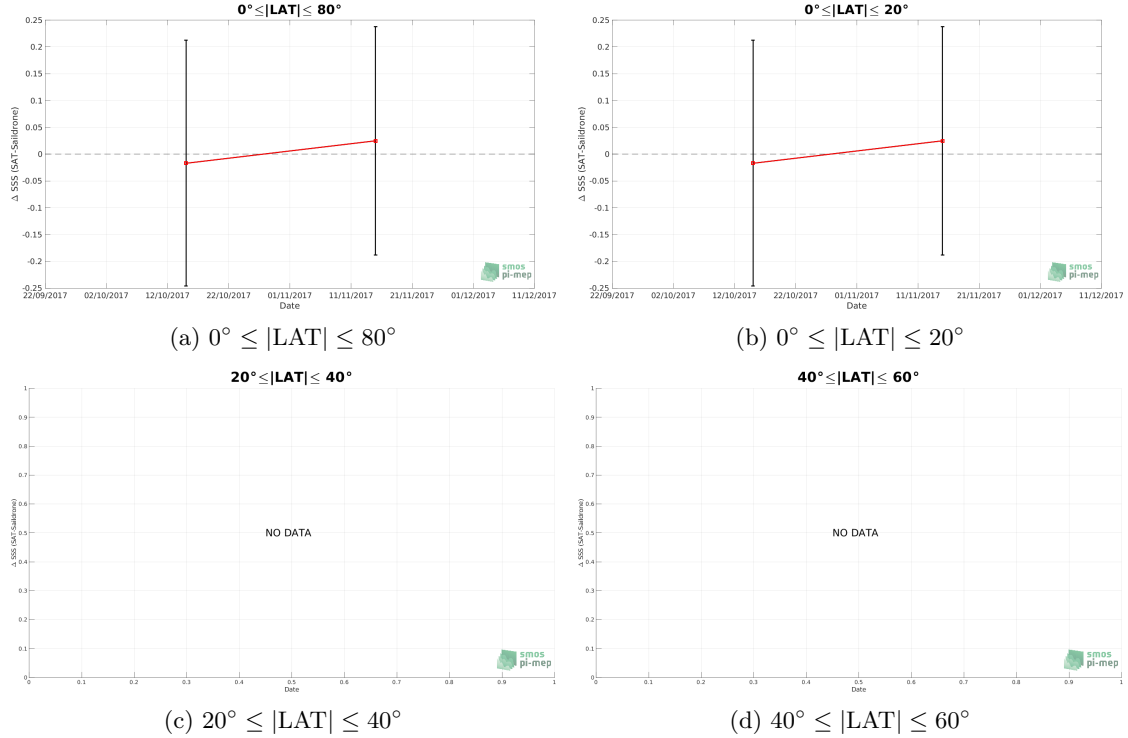 0°≤|LAT|≤ 80°
0.25
0.2
0.15
0.1
0.05
0
-0.05
-0.1
-0.15
-0.2
-0.25
Δ SSS (SAT-Saildrone)
22/09/2017 02/10/2017 12/10/2017 22/10/2017 01/11/2017 11/11/2017 21/11/2017 01/12/2017 11/12/2017
Date
smos
pi-mep
(a) 0° ≤ |LAT| ≤ 80°
0°≤|LAT|≤ 20°
0.25
0.2
0.15
0.1
0.05
0
-0.05
-0.1
-0.15
-0.2
-0.25
Δ SSS (SAT-Saildrone)
22/09/2017 02/10/2017 12/10/2017 22/10/2017 01/11/2017 11/11/2017 21/11/2017 01/12/2017 11/12/2017
Date
smos
pi-mep
(b) 0° ≤ |LAT| ≤ 20°
20°≤|LAT|≤ 40°
1
0.9
0.8
0.7
0.6
0.5
0.4
0.3
0.2
0.1
0
Δ SSS (SAT-Saildrone)
NO DATA
0 0.1 0.2 0.3 0.4 0.5 0.6 0.7 0.8 0.9 1
Date
smos
pi-mep
(c) 20° ≤ |LAT| ≤ 40°
40°≤|LAT|≤ 60°
1
0.9
0.8
0.7
0.6
0.5
0.4
0.3
0.2
0.1
0
Δ SSS (SAT-Saildrone)
NO DATA
0 0.1 0.2 0.3 0.4 0.5 0.6 0.7 0.8 0.9 1
Date
smos
pi-mep
(d) 40° ≤ |LAT| ≤ 60°